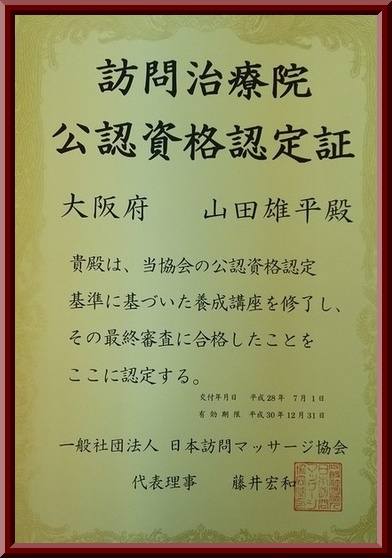 訪問治療院
公認資格認定証
大阪府 山田雄平殿
貴殿は、当協会の公認資格認定
基準に基づいた養成講座を修了し、
その最終審査に合格したことを
ここに認定する。
交付年月日 平成28年 7月1日
有効期限 平成30年12月31日
一般社団法人 日本訪問マッサージ協会
代表理事 藤井宏和